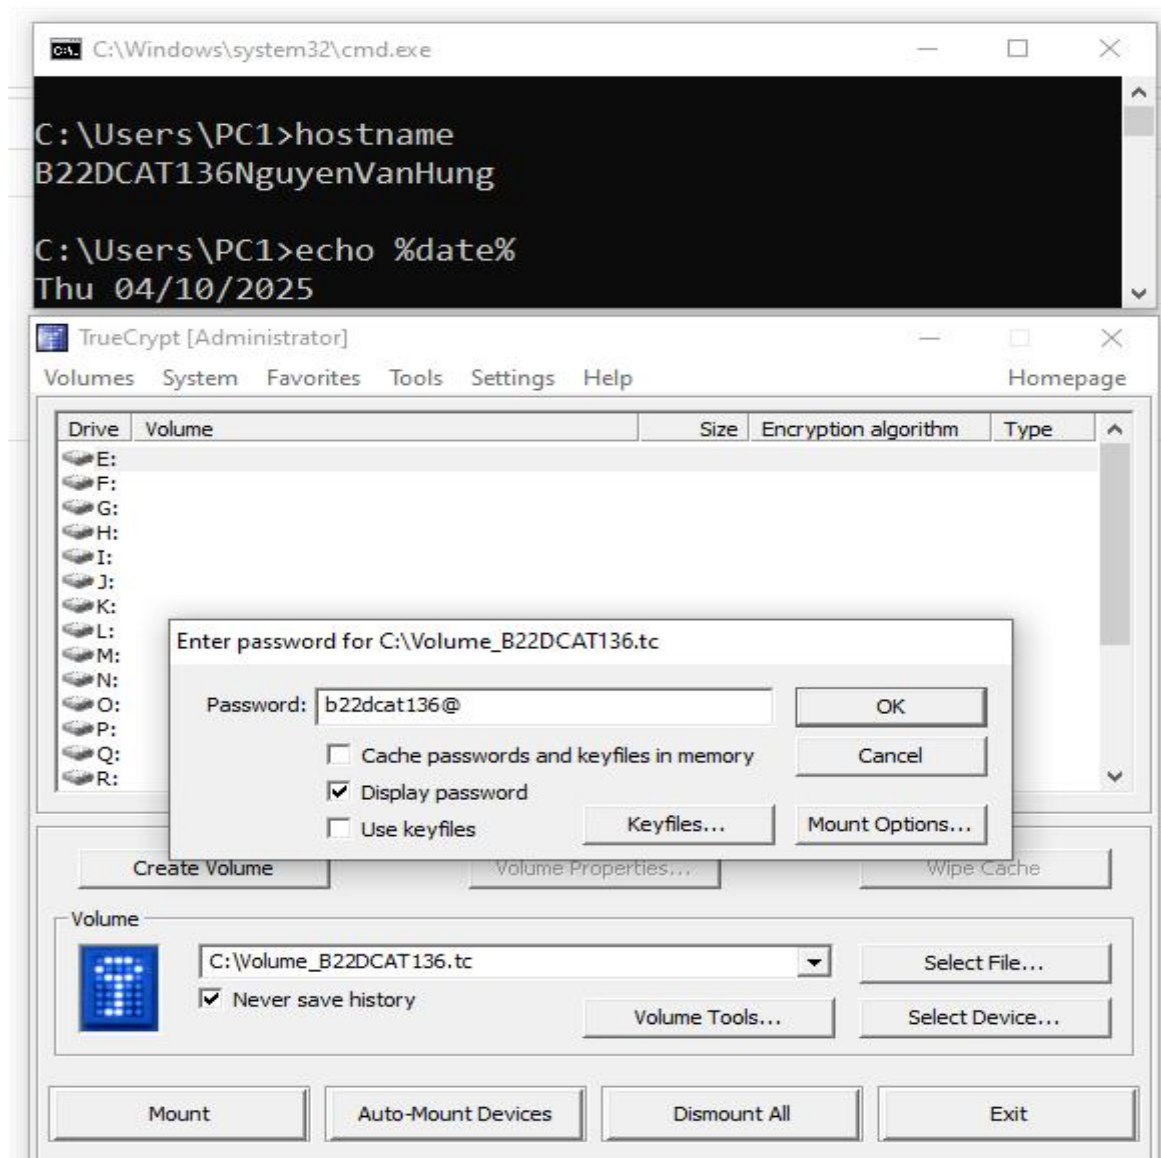 C:\Windows\system32\cmd.exe
C:\Users\PC1>hostname
B22DCAT136NguyenVanHung
C:\Users\PC1>echo %date%
Thu 04/10/2025
TrueCrypt [Administrator]
Volumes System Favorites Tools Settings Help Homepage
Drive Volume Size Encryption algorithm Type
E:
F:
G:
H:
I:
J:
K:
L:
M:
N:
O:
P:
Q:
R:
Enter password for C:\Volume_B22DCAT136.tc
Password: b22dcat136@ OK
Cache passwords and keyfiles in memory Cancel
Display password
Use keyfiles Keyfiles... Mount Options...
Create Volume Volume Properties... Wipe Cache
Volume
C:\Volume_B22DCAT136.tc Select File...
Never save history Volume Tools... Select Device...
Mount Auto-Mount Devices Dismount All Exit